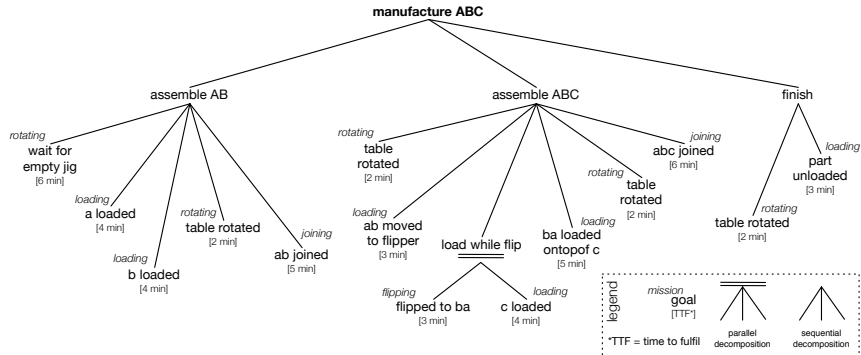 manufacture ABC
assemble AB
assemble ABC
finish
rotating
wait for
empty jig
[6 min]
loading
a loaded
[4 min]
loading
b loaded
[4 min]
rotating
table rotated
[2 min]
joining
ab joined
[5 min]
rotating
table
rotated
[2 min]
loading
ab moved
to flipper
[3 min]
load while flip
flipping
flipped to ba
[3 min]
loading
c loaded
[4 min]
loading
ba loaded
ontopof c
[5 min]
rotating
table
rotated
[2 min]
joining
abc joined
[6 min]
rotating
table rotated
[2 min]
loading
part
unloaded
[3 min]
legend
mission
goal
[TTF*]
*TTF = time to fulfil
parallel
decomposition
sequential
decomposition